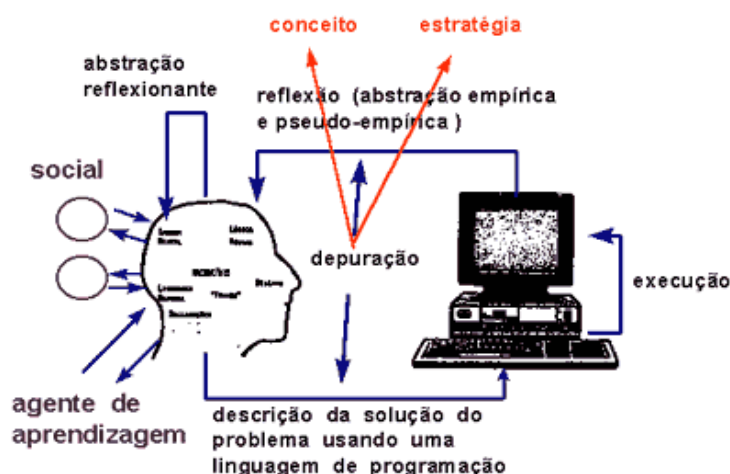 conceito estratégia
abstração
reflexionante
reflexão (abstração empírica
e pseudo-empírica )
social
depuração
execução
agente de
aprendizagem
descrição da solução do
problema usando uma
linguagem de programação